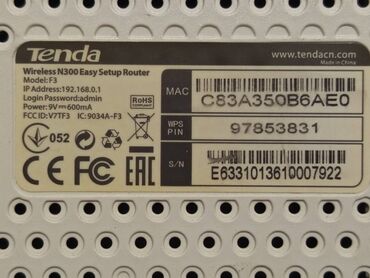 Tenda
www.tendacn.com
Made in China
Wireless N300 Easy Setup Router
Model:F3
IP Address:192.168.0.1
Login Password:admin
Power:9V⎓600mA
FCC ID:V7TF3 IC: 9034A-F3
RoHS
COMPLIANT
052
CE
EAC
MAC
C83A350B6AE0
WPS
PIN
97853831
S/N
E6331013610007922